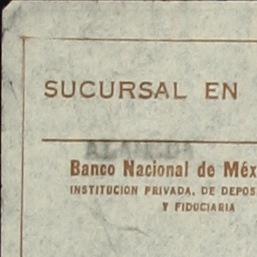 SUCURSAL EN
ALAMEDA
Banco Nacional de Méx
INSTITUCION PRIVADA, DE DEPOS
Y FIDUCIARIA